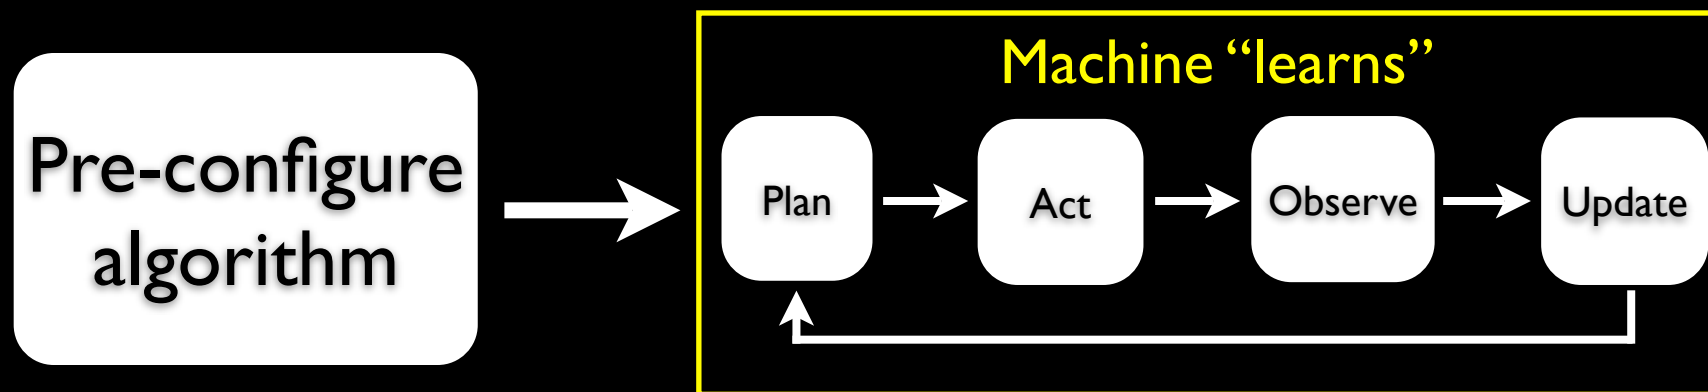 Pre-configure
algorithm
Machine “learns”
Plan
Act
Observe
Update